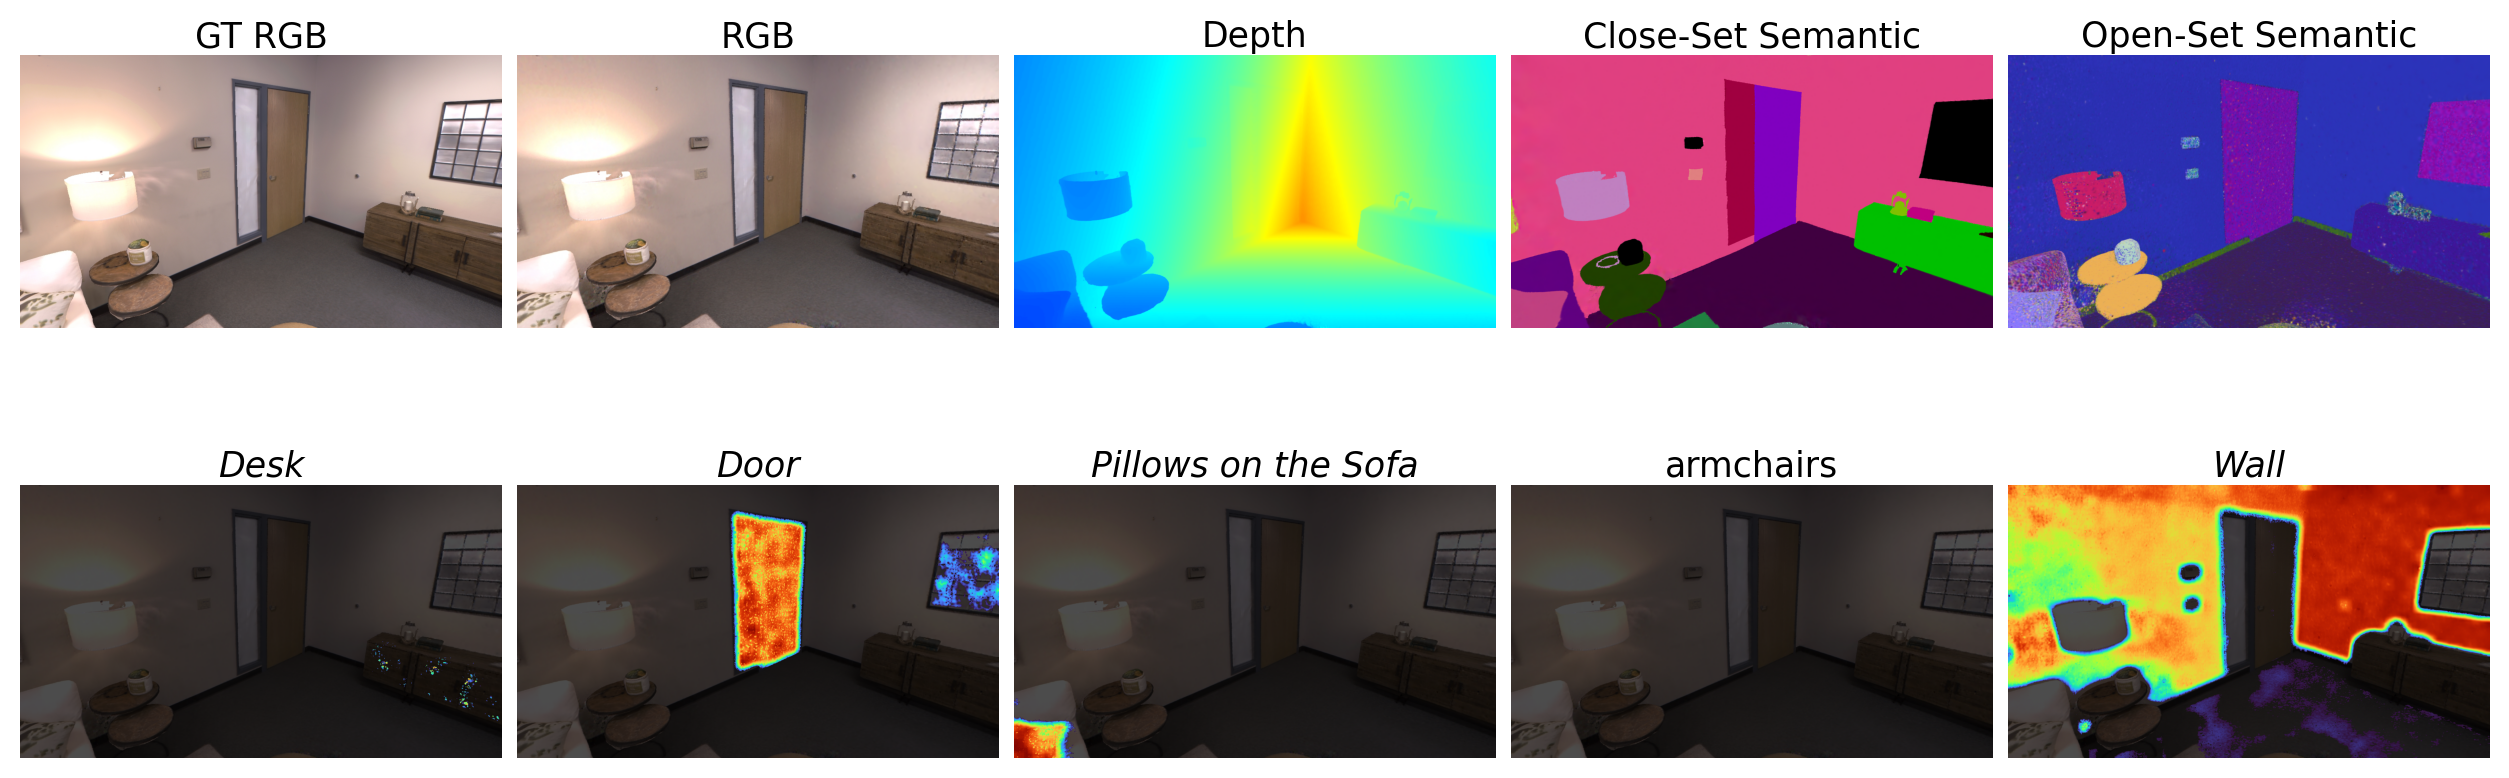 GT RGB
RGB
Depth
Close-Set Semantic
Open-Set Semantic
Desk
Door
Pillows on the Sofa
armchairs
Wall